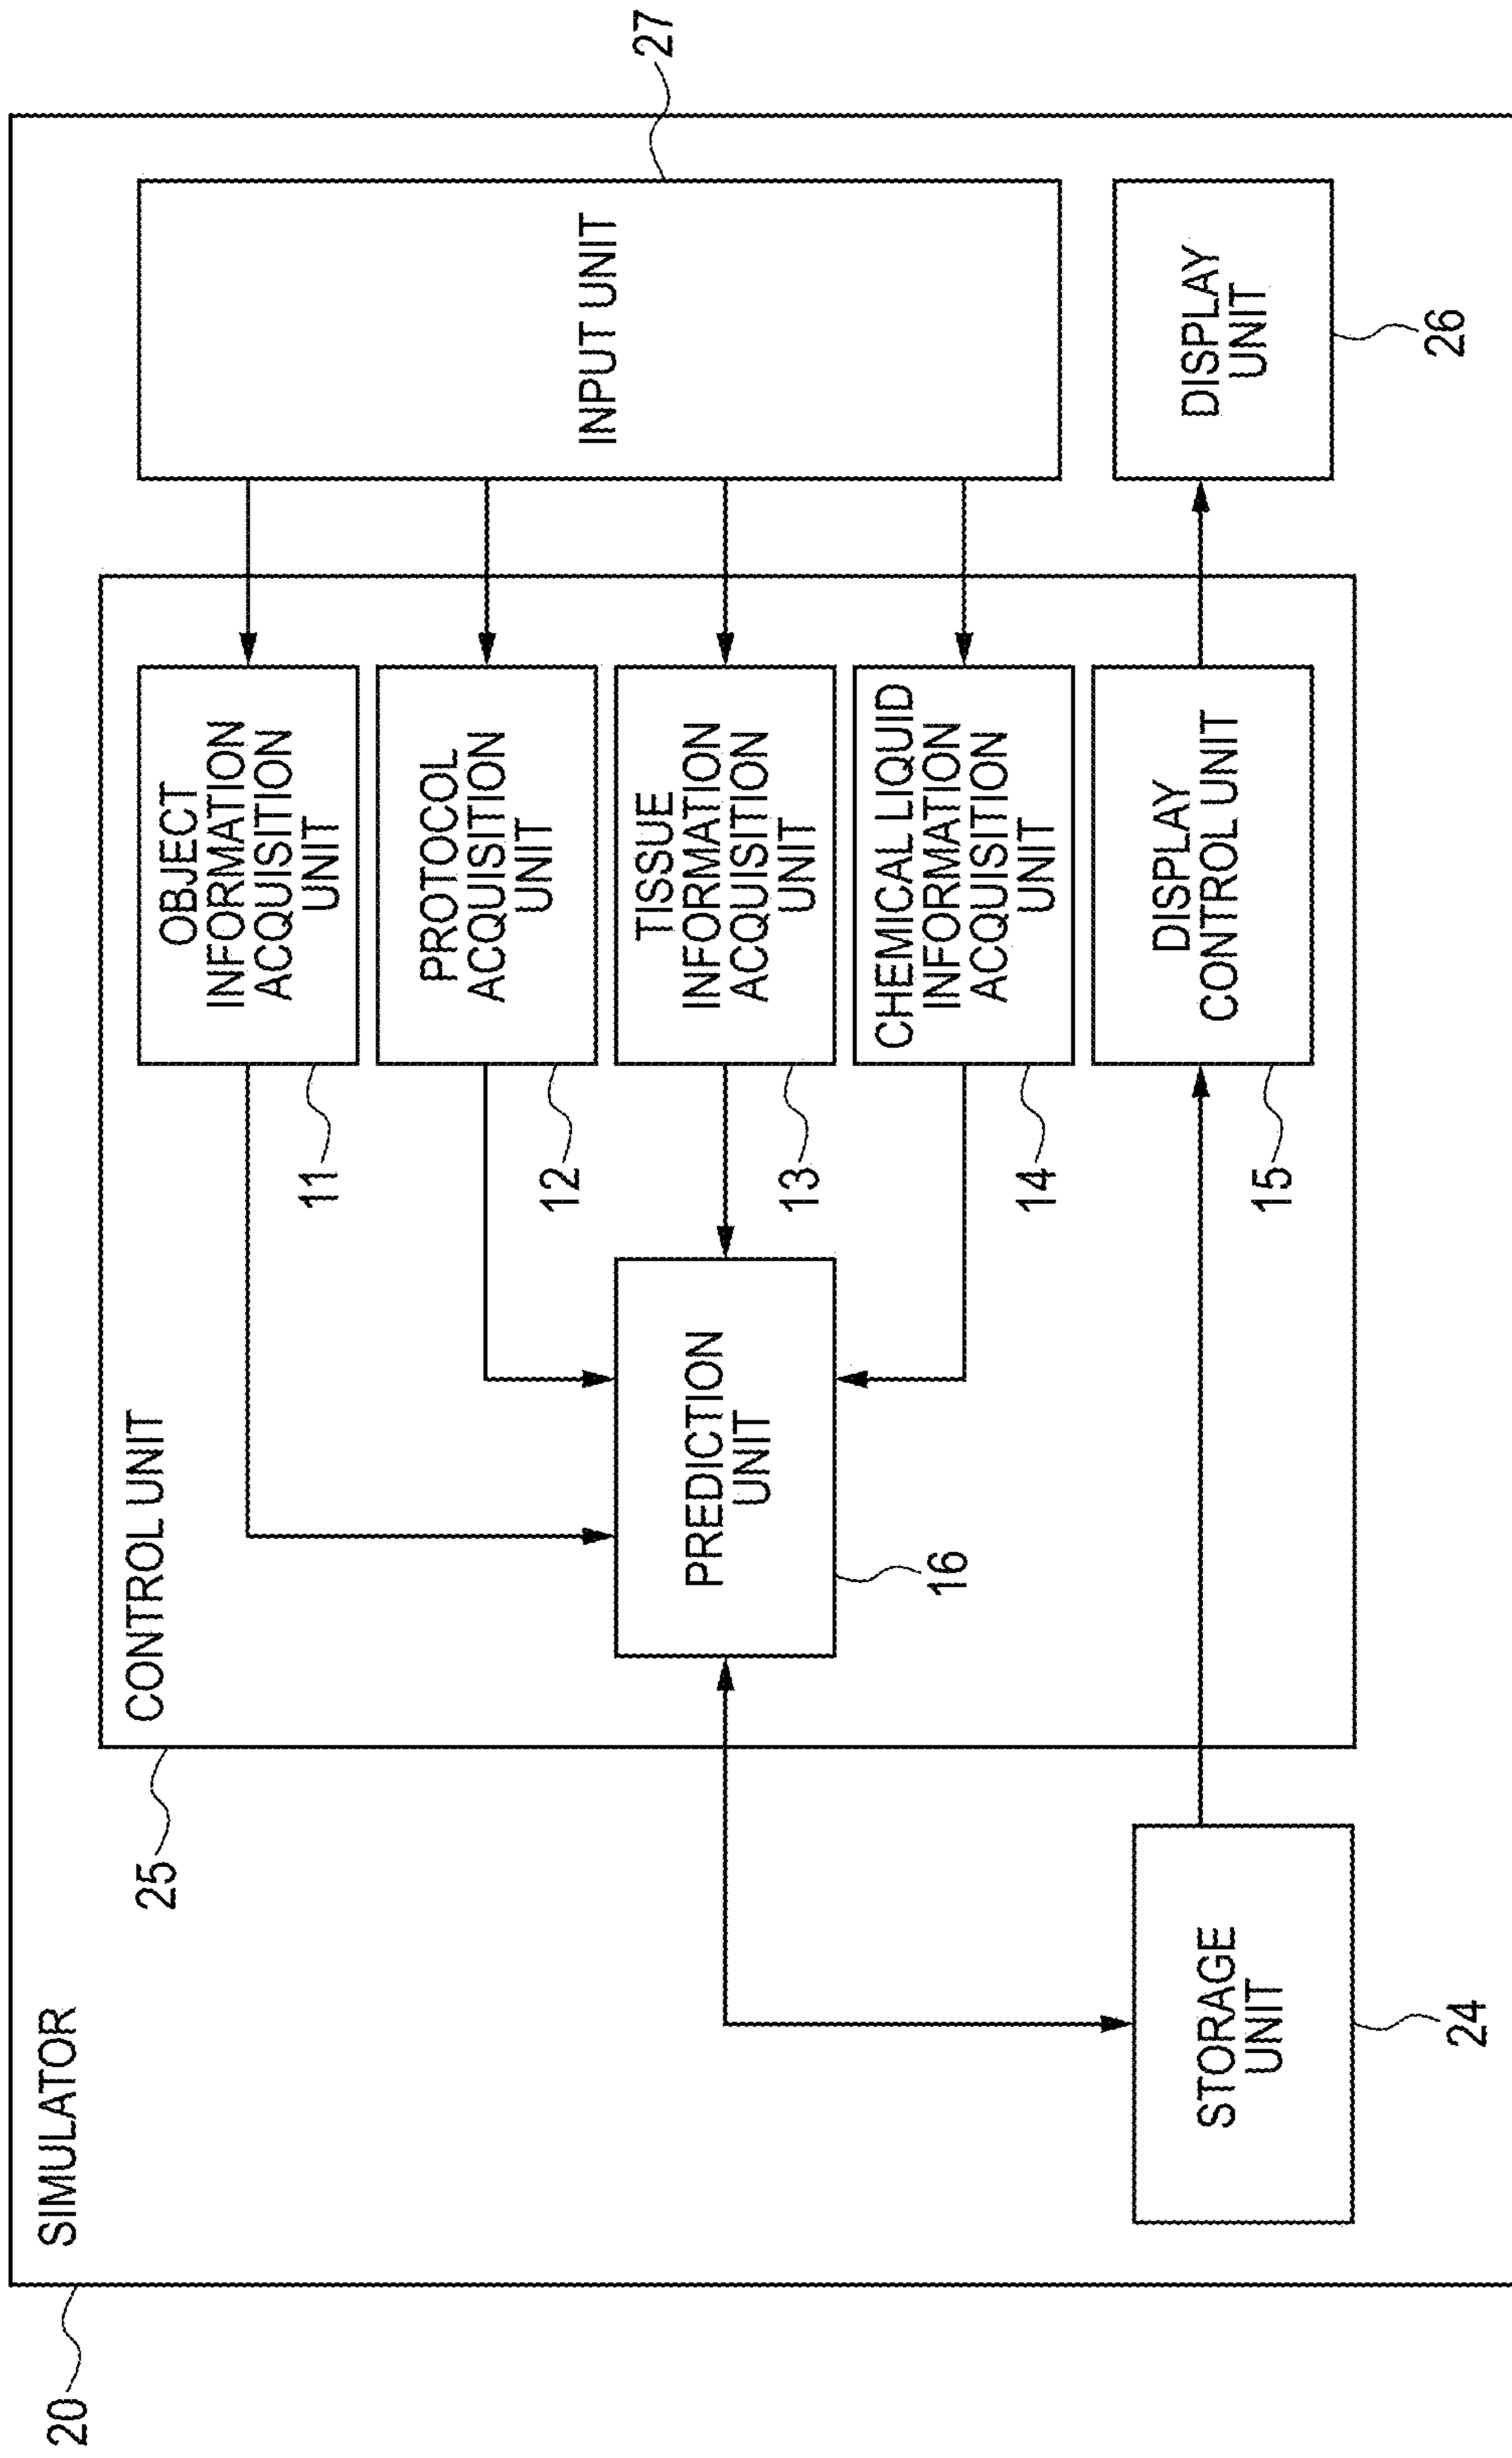 20
SIMULATOR
25
CONTROL UNIT
OBJECT
INFORMATION
ACQUISITION
UNIT
11
PROTOCOL
ACQUISITION
UNIT
12
TISSUE
INFORMATION
ACQUISITION
UNIT
13
CHEMICAL LIQUID
INFORMATION
ACQUISITION
UNIT
14
DISPLAY
CONTROL UNIT
15
PREDICTION
UNIT
16
STORAGE
UNIT
24
INPUT UNIT
27
DISPLAY
UNIT
26